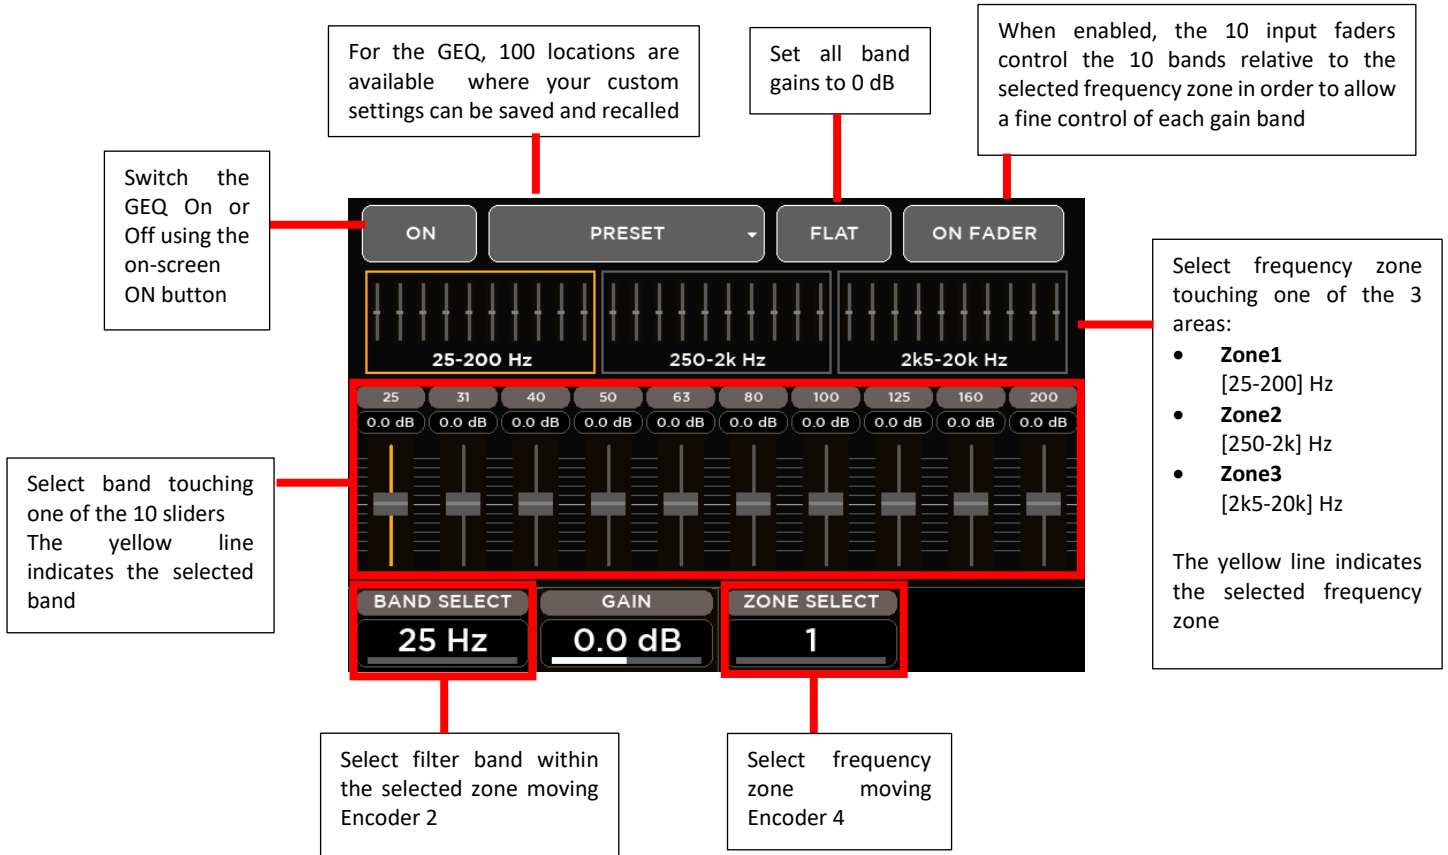 For the GEQ, 100 locations are
available where your custom
settings can be saved and recalled
Set all band
gains to 0 dB
When enabled, the 10 input faders
control the 10 bands relative to the
selected frequency zone in order to allow
a fine control of each gain band
Switch the
GEQ On or
Off using the
on-screen
ON button
ON
PRESET
FLAT
ON FADER
25-200 Hz
250-2k Hz
2k5-20k Hz
25 31 40 50 63 80 100 125 160 200
0.0 dB 0.0 dB 0.0 dB 0.0 dB 0.0 dB 0.0 dB 0.0 dB 0.0 dB 0.0 dB 0.0 dB
BAND SELECT
25 Hz
GAIN
0.0 dB
ZONE SELECT
1
Select frequency zone
touching one of the 3
areas:
• Zone1
[25-200] Hz
• Zone2
[250-2k] Hz
• Zone3
[2k5-20k] Hz
The yellow line indicates
the selected frequency
zone
Select band touching
one of the 10 sliders
The yellow line
indicates the selected
band
Select filter band within
the selected zone moving
Encoder 2
Select frequency
zone moving
Encoder 4